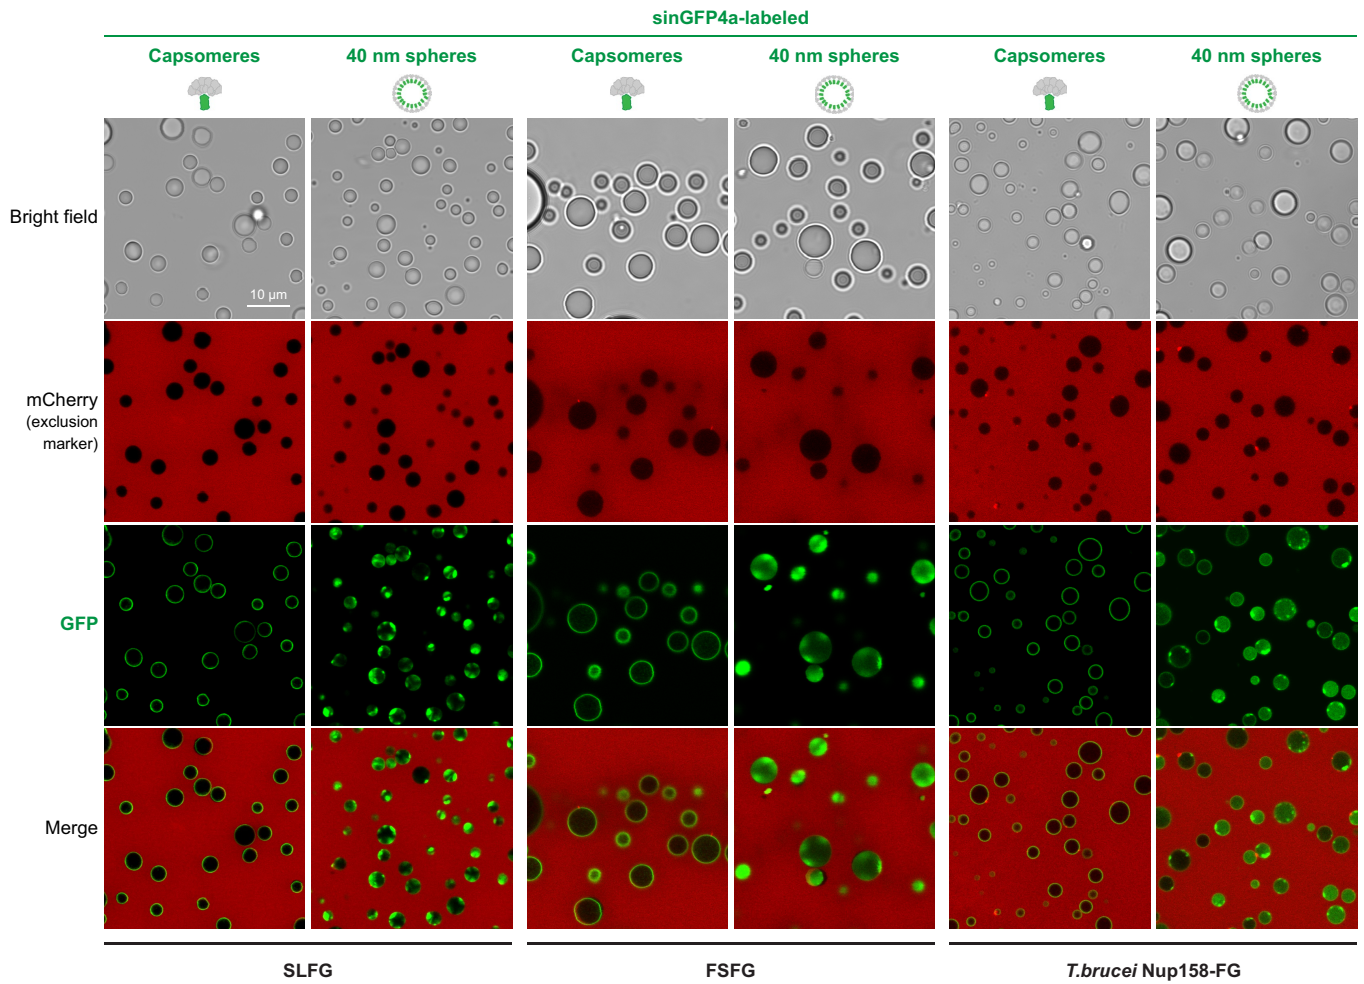 sinGFP4a-labeled
Capsomeres 40 nm spheres Capsomeres 40 nm spheres Capsomeres 40 nm spheres
Bright field
10 µm
mCherry
(exclusion
marker)
GFP
Merge
SLFG FSFG T.brucei Nup158-FG